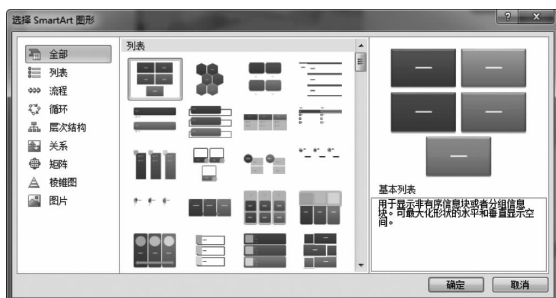 选择 SmartArt 图形
全部
列表
流程
循环
层次结构
关系
矩阵
棱锥图
图片
列表
基本列表
用于显示非有序信息块或者分组信息
块。可最大化形状的水平和垂直显示空
间。
确定
取消